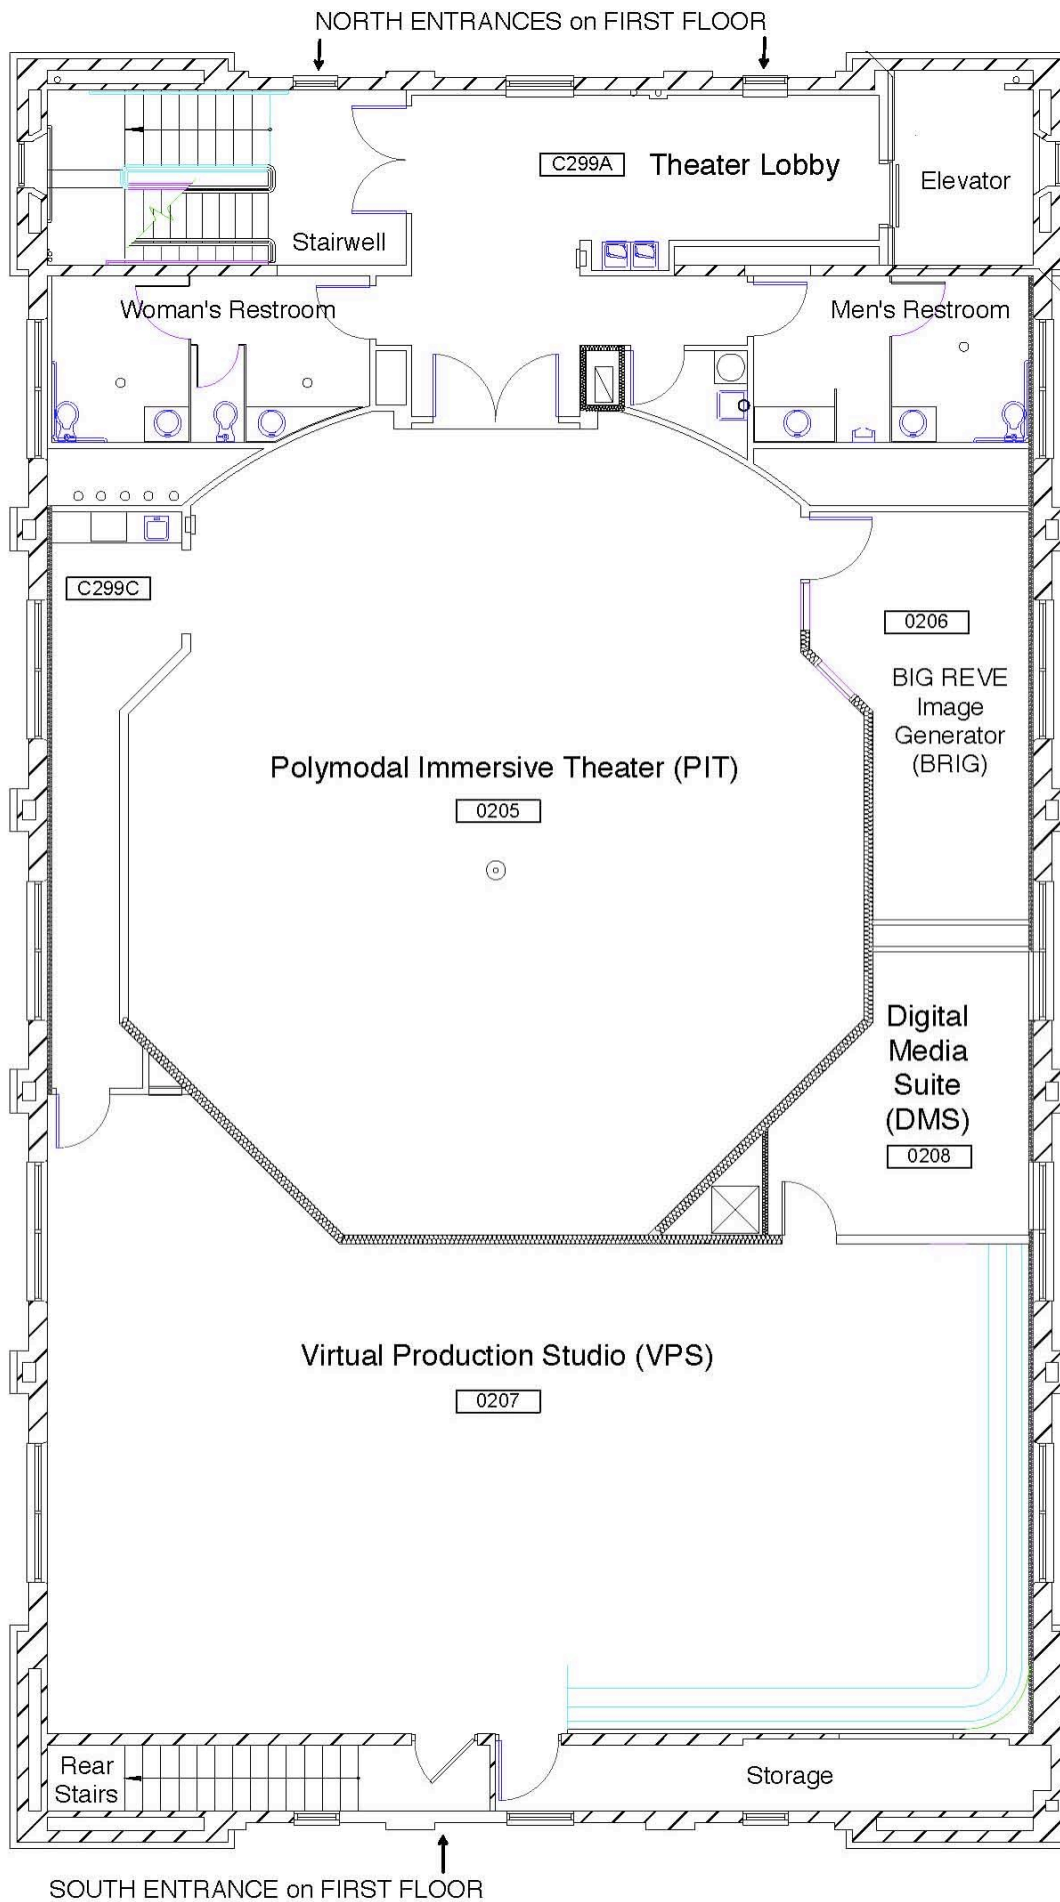 NORTH ENTRANCES on FIRST FLOOR
C299A
Theater Lobby
Elevator
Stairwell
Woman's Restroom
Men's Restroom
C299C
0206
BIG REVE
Image
Generator
(BRIG)
Polymodal Immersive Theater (PIT)
0205
Digital
Media
Suite
(DMS)
0208
Virtual Production Studio (VPS)
0207
Rear
Stairs
Storage
SOUTH ENTRANCE on FIRST FLOOR